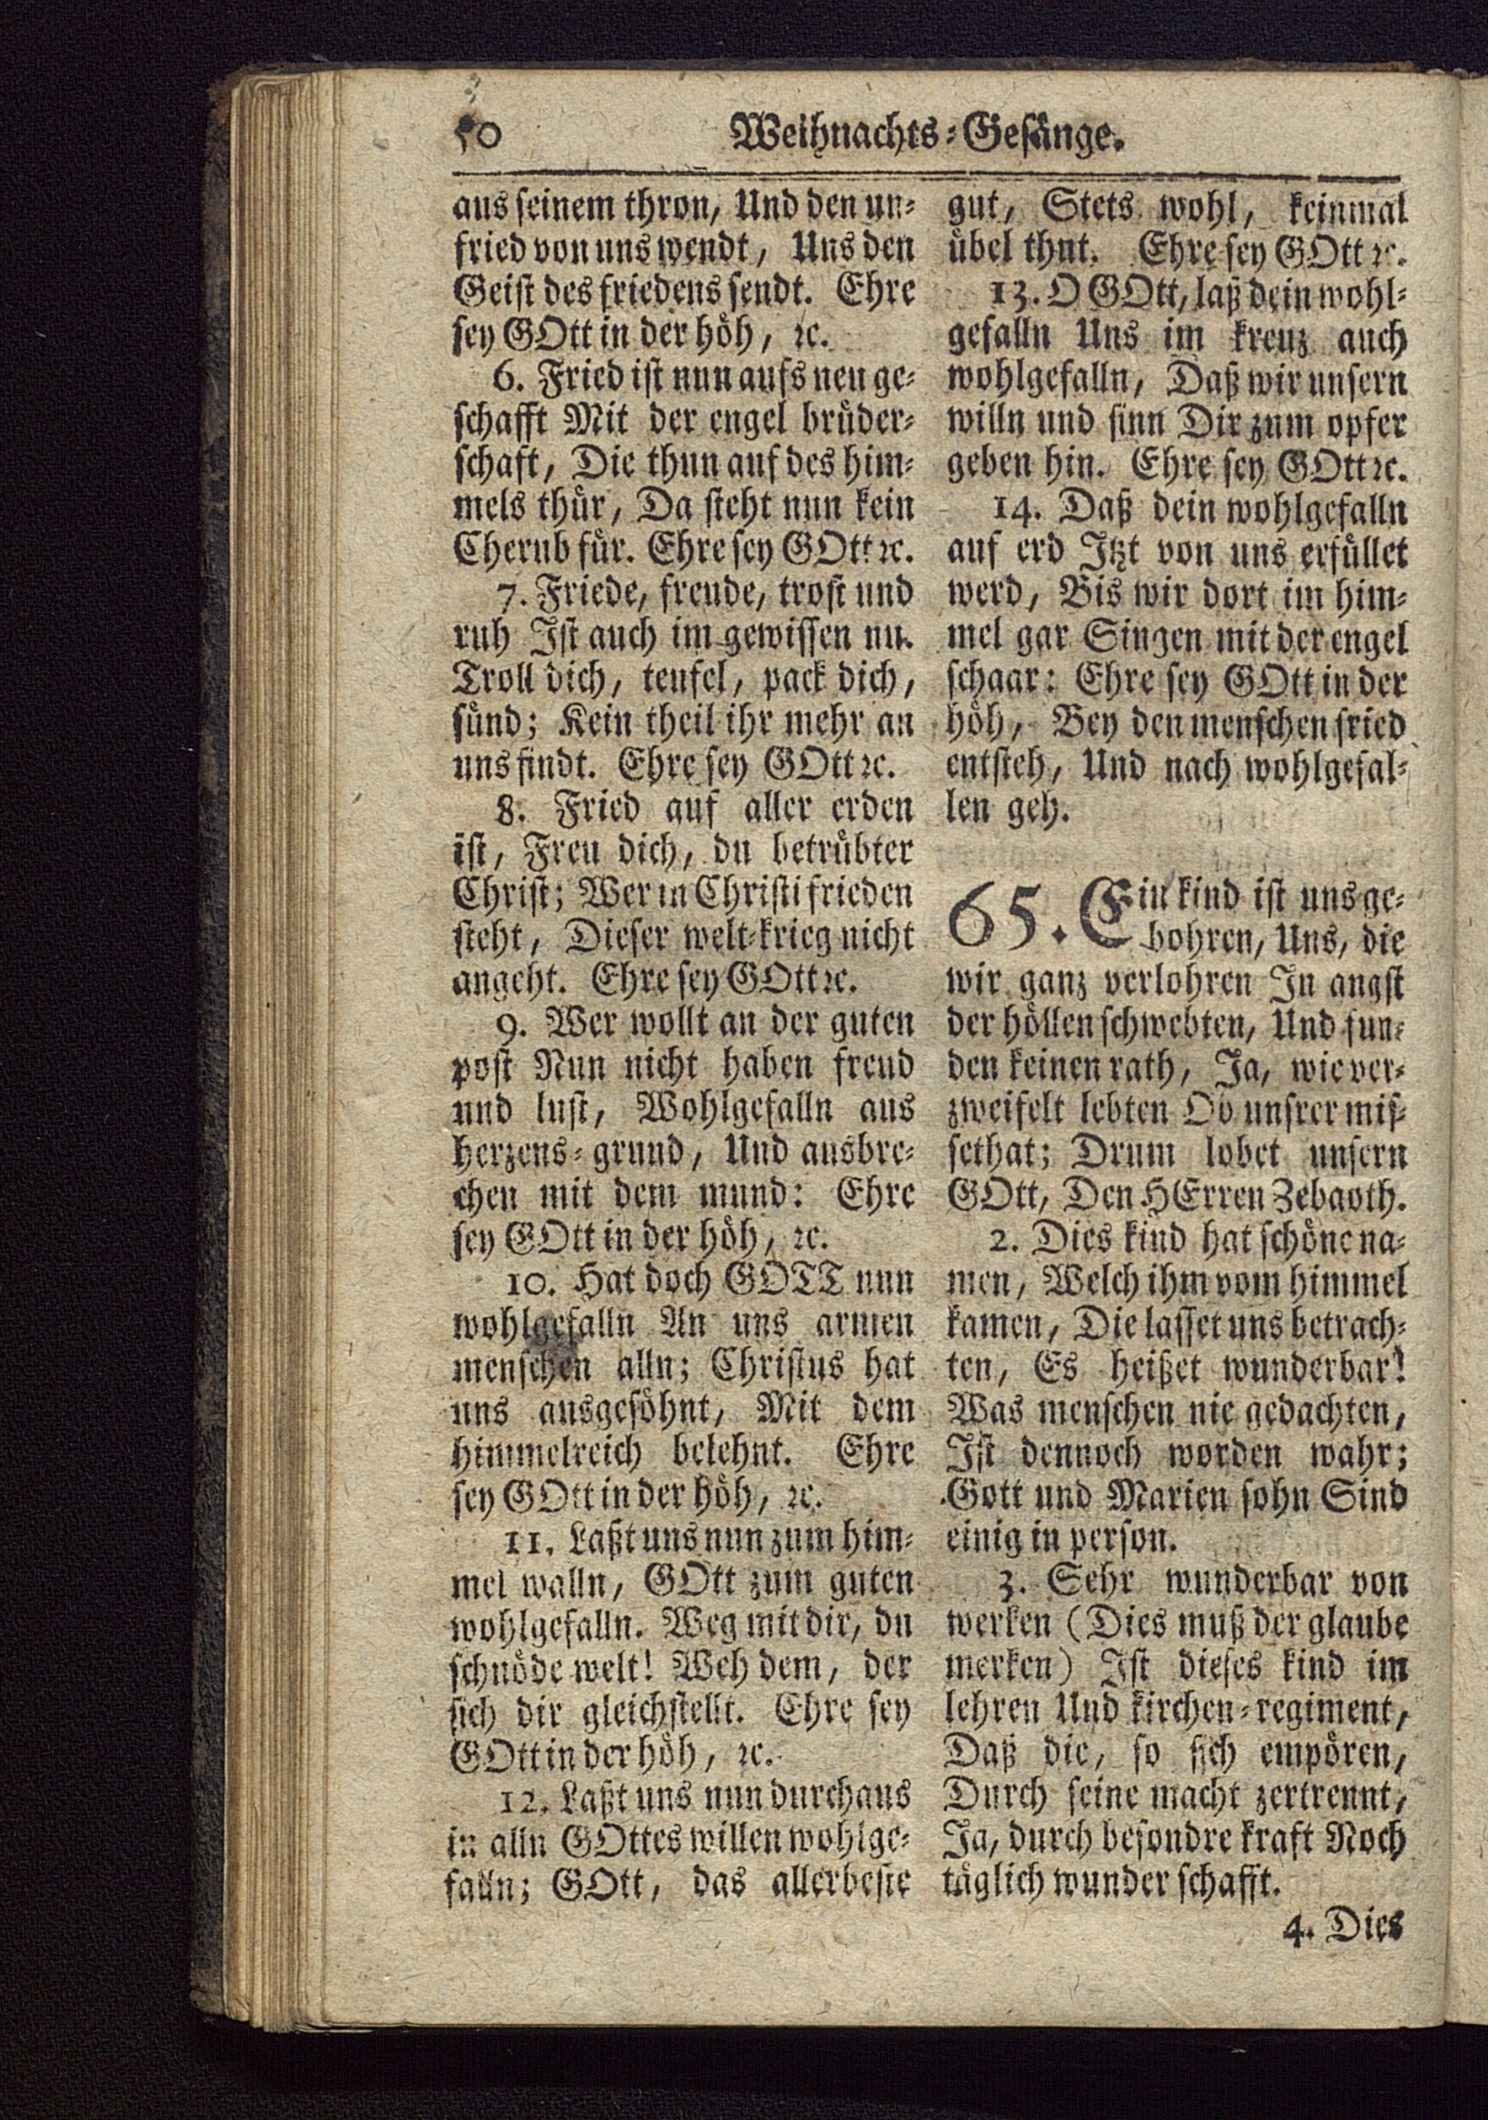 50 Weihnachts-Gesänge.
aus seinem thron, Und den un-
fried von uns wendt, Uns den
Geist des friedens sendt. Ehre
sey GOtt in der höh, ꝛc.
6. Fried ist nun aufs neu ge-
schafft Mit der engel brüder-
schaft, Die thun auf des him-
mels thür, Da steht nun kein
Cherub für. Ehre sey GOtt ꝛc.
7. Friede, freude, trost und
ruh Ist auch im gewissen nu.
Troll dich, teufel, pack dich,
sünd; Kein theil ihr mehr an
uns findt. Ehre sey GOtt ꝛc.
8. Fried auf aller erden
ist, Freu dich, du betrübter
Christ; Wer in Christi frieden
steht, Dieser welt-krieg nicht
angeht. Ehre sey GOtt ꝛc.
9. Wer wollt an der guten
post Nun nicht haben freud
und lust, Wohlgefalln aus
herzens-grund, Und ausbre-
chen mit dem mund: Ehre
sey GOtt in der höh, ꝛc.
10. Hat doch GOTT nun
wohlgefalln An uns armen
menschen alln; Christus hat
uns ausgesöhnt, Mit dem
himmelreich belehnt. Ehre
sey GOtt in der höh, ꝛc.
11. Laßt uns nun zum him-
mel walln, GOtt zum guten
wohlgefalln. Weg mit dir, du
schnöde welt! Weh dem, der
sich dir gleichstellt. Ehre sey
GOtt in der höh, ꝛc.
12. Laßt uns nun durchaus
in alln GOttes willen wohlge-
falln; GOtt, das allerbeste
gut, Stets wohl, keinmal
übel thut. Ehre sey GOtt ꝛc.
13. O GOtt, laß dein wohl-
gefalln Uns im kreuz auch
wohlgefalln, Daß wir unsern
willn und sinn Dir zum opfer
geben hin. Ehre sey GOtt ꝛc.
14. Daß dein wohlgefalln
auf erd Itzt von uns erfüllet
werd, Bis wir dort im him-
mel gar Singen mit der engel
schaar: Ehre sey GOtt in der
höh, Bey den menschen fried
entsteh, Und nach wohlgefal-
len geh.
65. Ein kind ist uns ge-
bohren, Uns, die
wir ganz verlohren In angst
der höllen schwebten, Und fun-
den keinen rath, Ja, wie ver-
zweifelt lebten Ob unsrer mis-
sethat; Drum lobet unsern
GOtt, Den HErren Zebaoth.
2. Dies kind hat schöne na-
men, Welch ihm vom himmel
kamen, Die lasset uns betrach-
ten, Es heißet wunderbar!
Was menschen nie gedachten,
Ist dennoch worden wahr;
Gott und Marien sohn Sind
einig in person.
3. Sehr wunderbar von
werken (Dies muß der glaube
merken) Ist dieses kind im
lehren Und kirchen-regiment,
Daß die, so sich empören,
Durch seine macht zertrennt,
Ja, durch besondre kraft Noch
täglich wunder schafft.
4. Dies